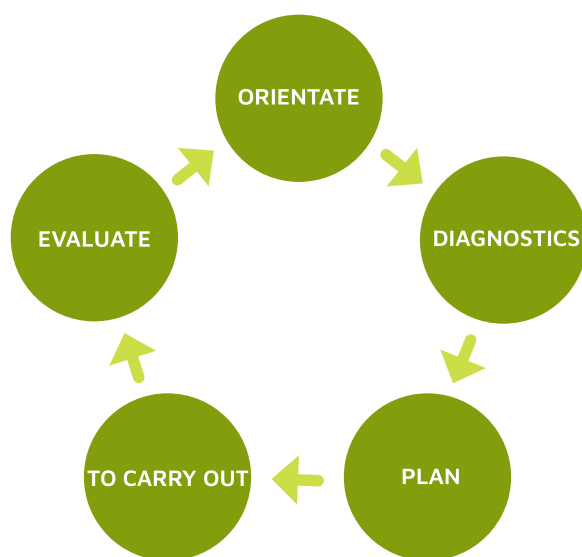 ORIENTATE
DIAGNOSTICS
PLAN
TO CARRY OUT
EVALUATE